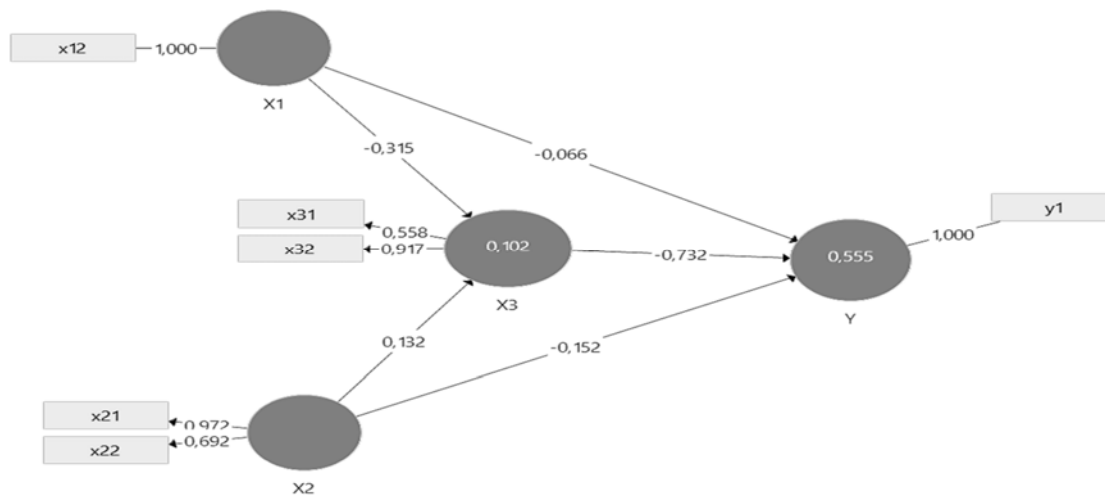 x12
1,000
X1
-0,315
-0,066
x31
0,558
x32
0,917
0,102
X3
-0,732
0,555
Y
1,000
y1
0,132
-0,152
x21
0,972
x22
0,692
X2